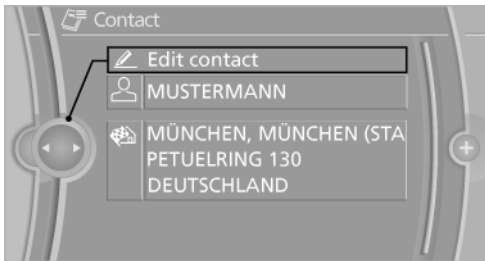 Contact
Edit contact
MUSTERMANN
MÜNCHEN, MÜNCHEN (STA
PETUELRING 130
DEUTSCHLAND